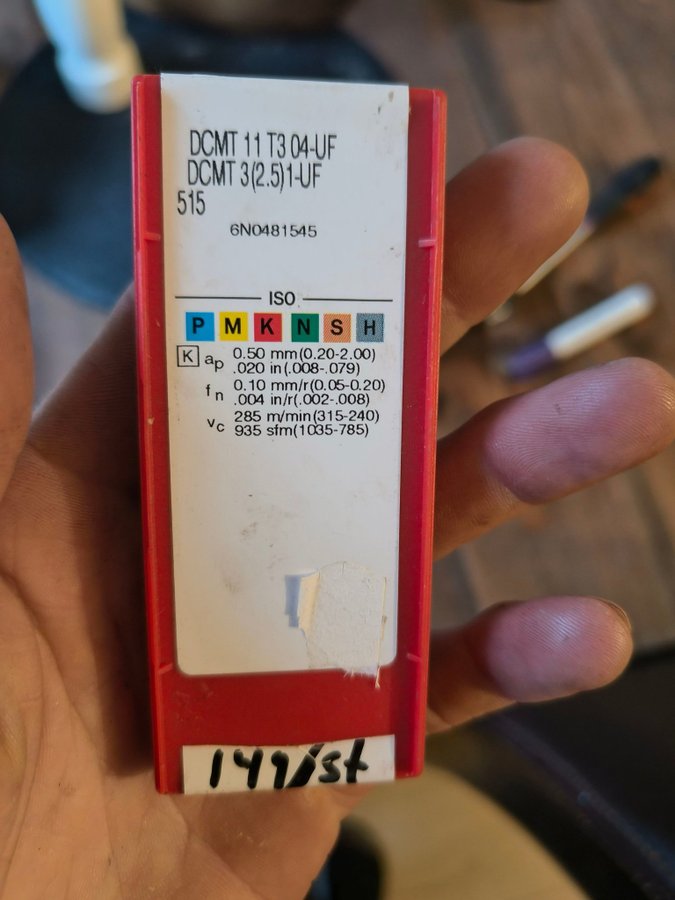 DCMT 11 T3 04-UF
DCMT 3(2.5)1-UF
515
6N0481545
ISO
P M K N S H
K ap 0.50 mm(0.20-2.00)
.020 in(.008-.079)
fn 0.10 mm/r(0.05-0.20)
.004 in/r(.002-.008)
vc 285 m/min(315-240)
935 sfm(1035-785)
149/st